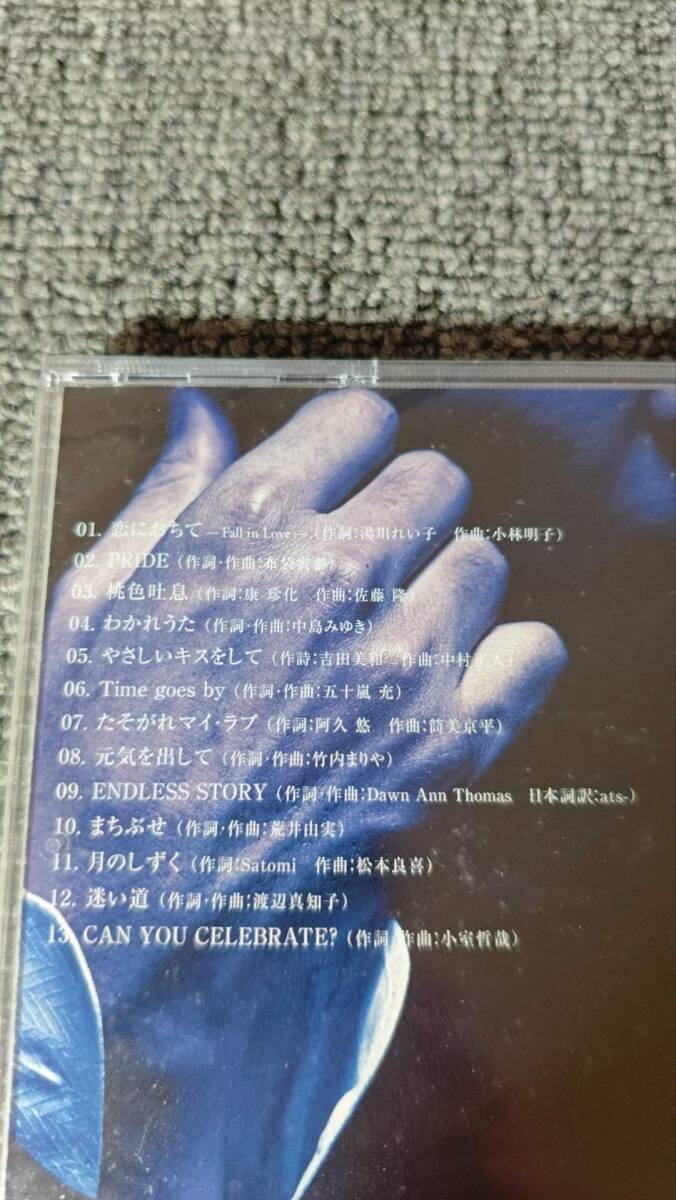 01. 恋におちて —Fall in Love— (作詞:湯川れい子　作曲:小林明子)
02. PRIDE (作詞・作曲:布袋寅泰)
03. 桃色吐息 (作詞:康 珍化　作曲:佐藤 隆)
04. わかれうた (作詞・作曲:中島みゆき)
05. やさしいキスをして (作詩:吉田美和　作曲:中村正人)
06. Time goes by (作詞・作曲:五十嵐 充)
07. たそがれマイ・ラブ (作詞:阿久 悠　作曲:筒美京平)
08. 元気を出して (作詞・作曲:竹内まりや)
09. ENDLESS STORY (作詞・作曲:Dawn Ann Thomas　日本詞訳:ats-)
10. まちぶせ (作詞・作曲:荒井由実)
11. 月のしずく (作詞:Satomi　作曲:松本良喜)
12. 迷い道 (作詞・作曲:渡辺真知子)
13. CAN YOU CELEBRATE? (作詞・作曲:小室哲哉)